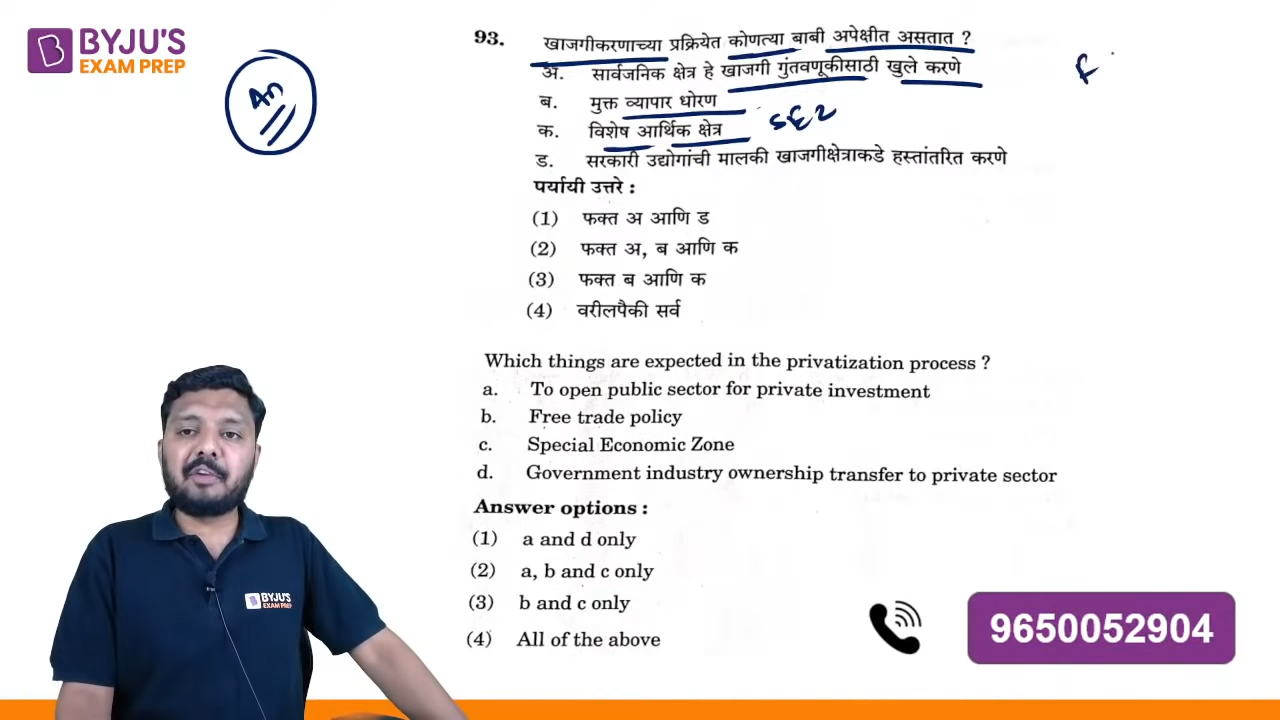 BYJU'S
EXAM PREP
An
93. खाजगीकरणाच्या प्रक्रियेत कोणत्या बाबी अपेक्षीत असतात ?
अ. सार्वजनिक क्षेत्र हे खाजगी गुंतवणूकीसाठी खुले करणे
ब. मुक्त व्यापार धोरण
क. विशेष आर्थिक क्षेत्र
SEZ
ड. सरकारी उद्योगांची मालकी खाजगीक्षेत्राकडे हस्तांतरित करणे
पर्यायी उत्तरे :
(1) फक्त अ आणि ड
(2) फक्त अ, ब आणि क
(3) फक्त ब आणि क
(4) वरीलपैकी सर्व
Which things are expected in the privatization process ?
a. To open public sector for private investment
b. Free trade policy
c. Special Economic Zone
d. Government industry ownership transfer to private sector
Answer options :
(1) a and d only
(2) a, b and c only
(3) b and c only
(4) All of the above
BYJU'S
EXAM PREP
9650052904